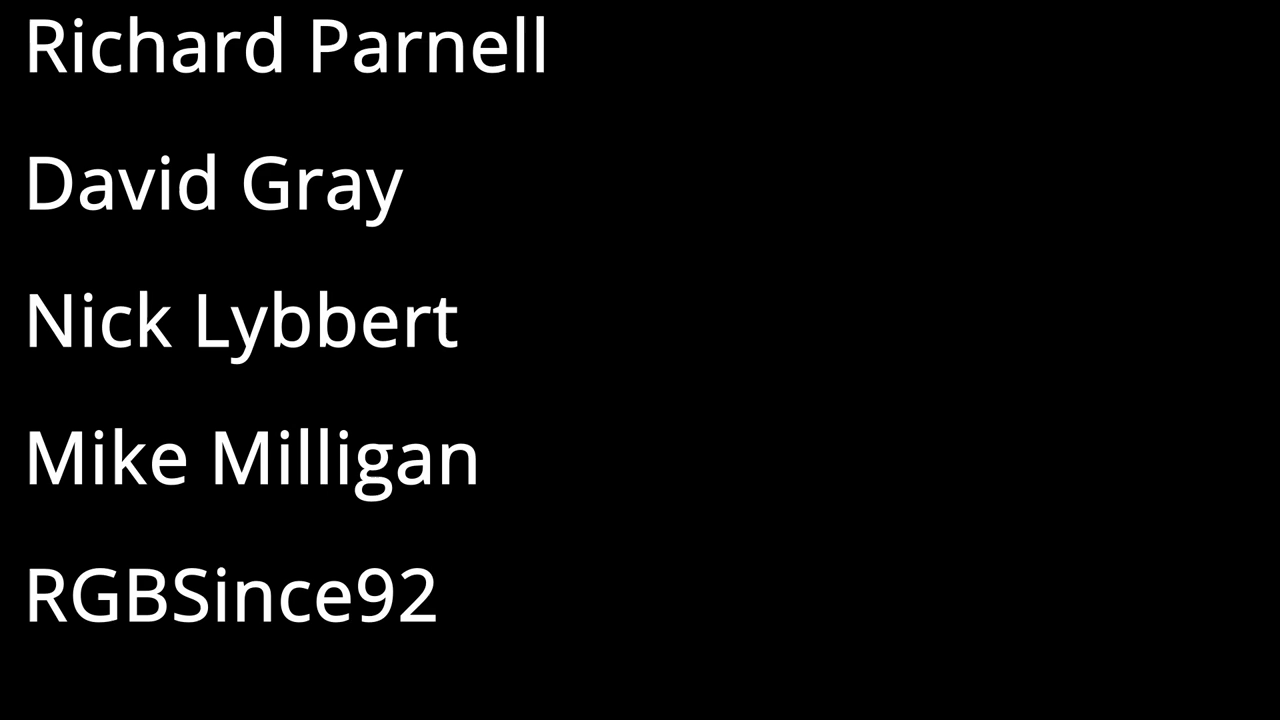 Richard Parnell
David Gray
Nick Lybbert
Mike Milligan
RGBSince92